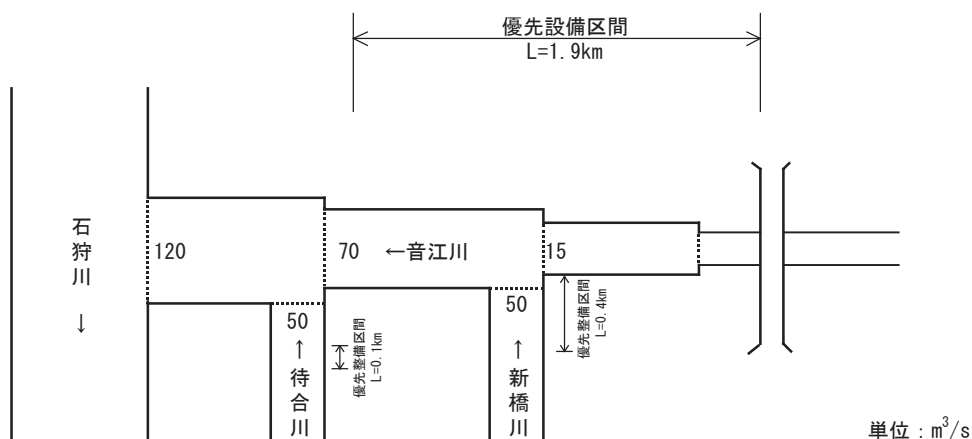 優先設備区間
L=1.9km
石狩川
↓
120
70
←音江川
15
50
↑待合川
優先整備区間
L=0.1km
50
↑新橋川
優先整備区間
L=0.4km
単位：m³/s